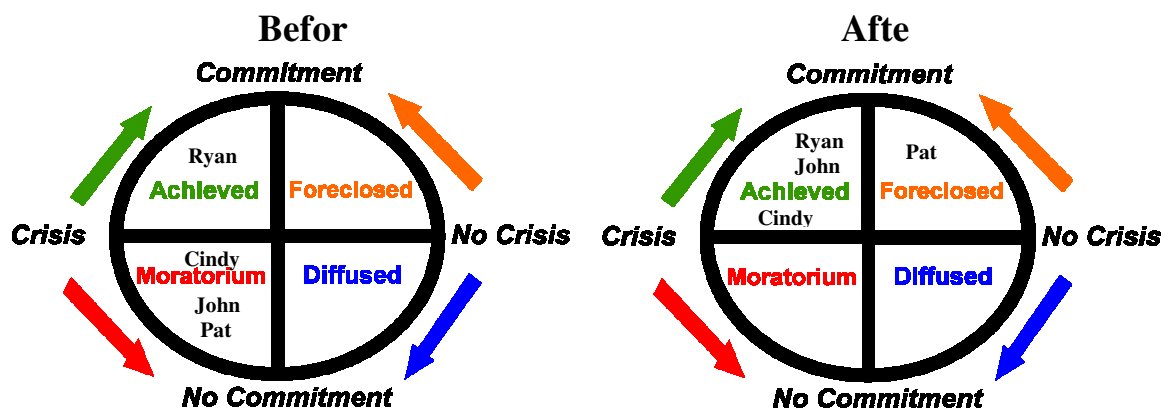 Befor
Commitment
Ryan
Achieved Foreclosed
Crisis No Crisis
Cindy
Moratorium Diffused
John
Pat
No Commitment
Afte
Commitment
Ryan Pat
John
Achieved Foreclosed
Cindy
Crisis No Crisis
Moratorium Diffused
No Commitment